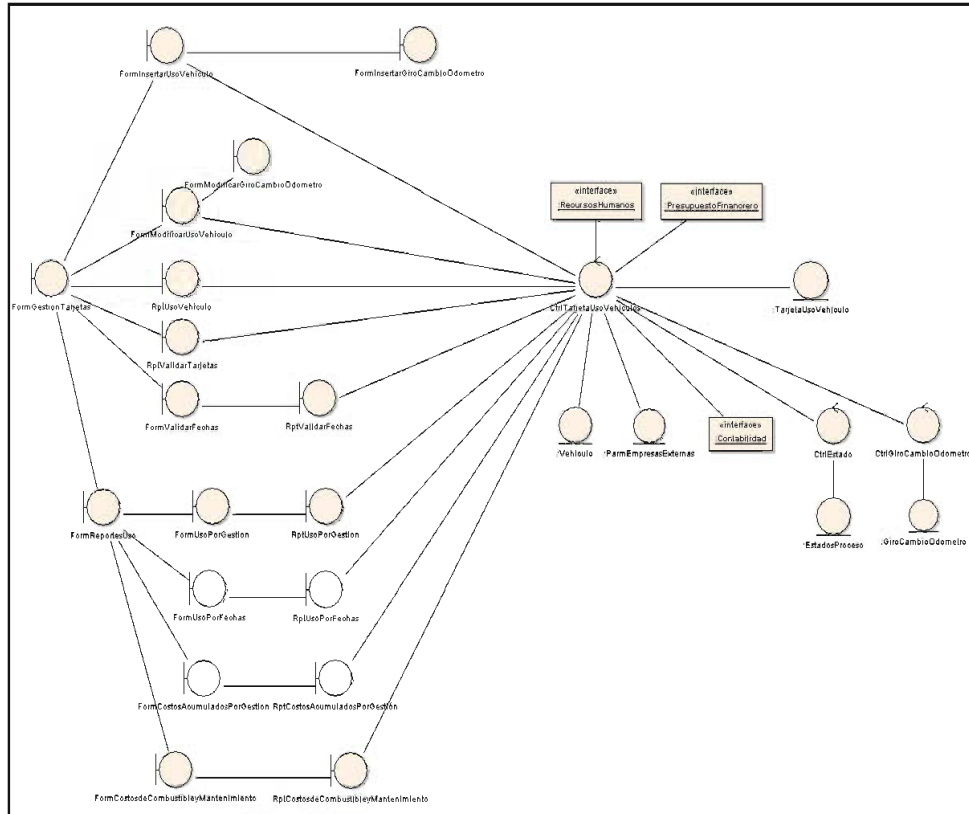 FormInsertarUsoVehiculo
FormInsertarGiroCambioOdometro
FormModificarGiroCambioOdometro
«interface»
:RecursosHumanos
«interface»
:PresupuestoFinanciero
FormModificarUsoVehiculo
FormGestionTarjetas
RptUsoVehiculo
CtrlTarjetaUsoVehiculos
:TarjetaUsoVehiculo
RptValidarTarjetas
FormValidarFechas
RptValidarFechas
:Vehiculo
:ParmEmpresasExternas
«interface»
:Contabilidad
CtrlEstado
CtrlGiroCambioOdometro
FormReportesUso
FormUsoPorGestion
RptUsoPorGestion
:EstadosProceso
:GiroCambioOdometro
FormUsoPorFechas
RptUsoPorFechas
FormCostosAcumuladosPorGestion
RptCostosAcumuladosPorGestion
FormCostosdeCombustibleyMantenimiento
RptCostosdeCombustibleyMantenimiento